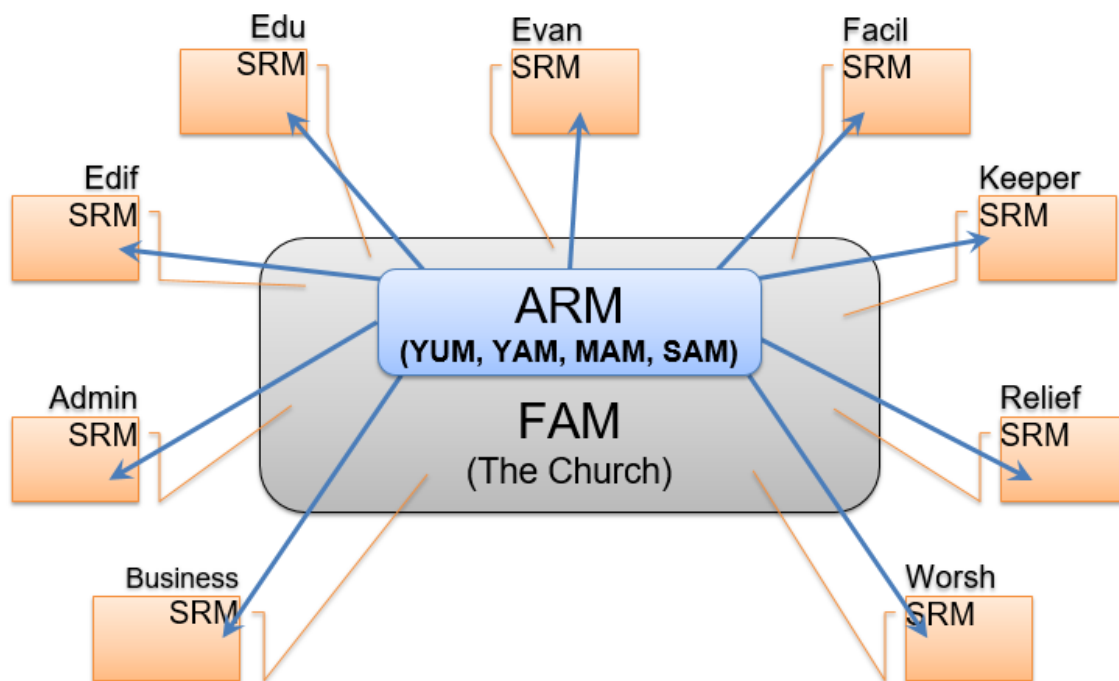 Edu
SRM
Evan
SRM
Facil
SRM
Edif
SRM
Keeper
SRM
ARM
(YUM, YAM, MAM, SAM)
FAM
(The Church)
Admin
SRM
Relief
SRM
Business
SRM
Worsh
SRM